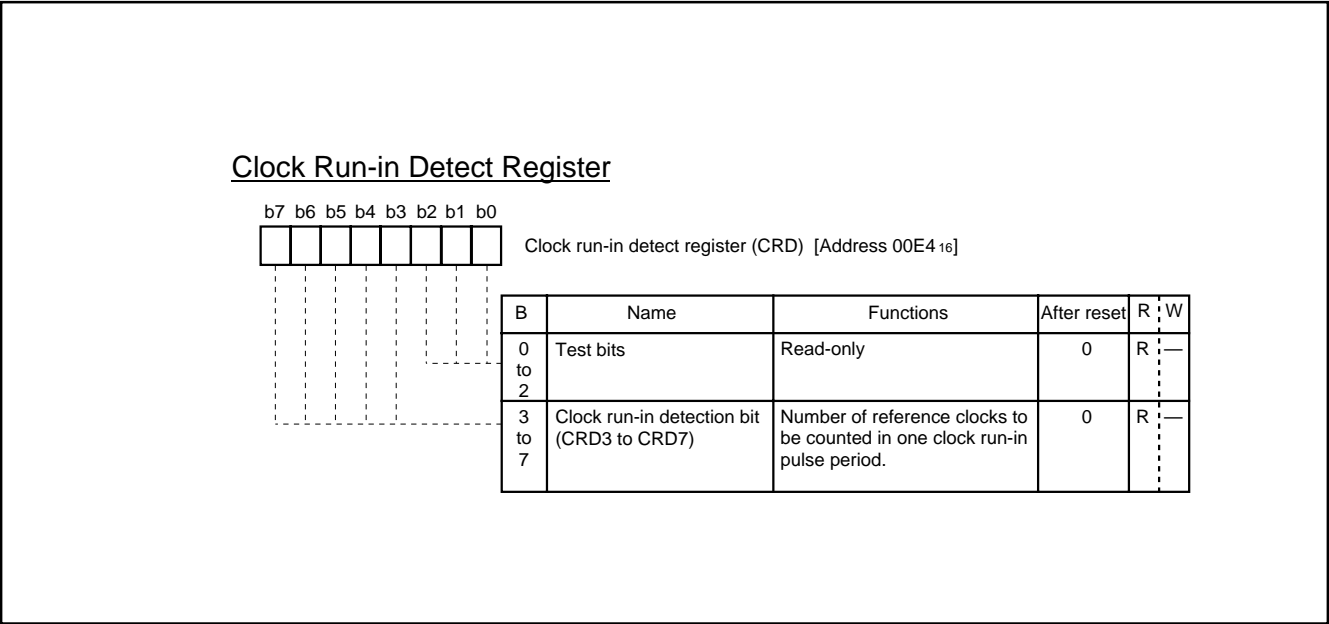 Clock Run-in Detect Register
b7 b6 b5 b4 b3 b2 b1 b0
Clock run-in detect register (CRD) [Address 00E416]
B Name Functions After reset R W
0 to 2 Test bits Read-only 0 R —
3 to 7 Clock run-in detection bit (CRD3 to CRD7) Number of reference clocks to be counted in one clock run-in pulse period. 0 R —